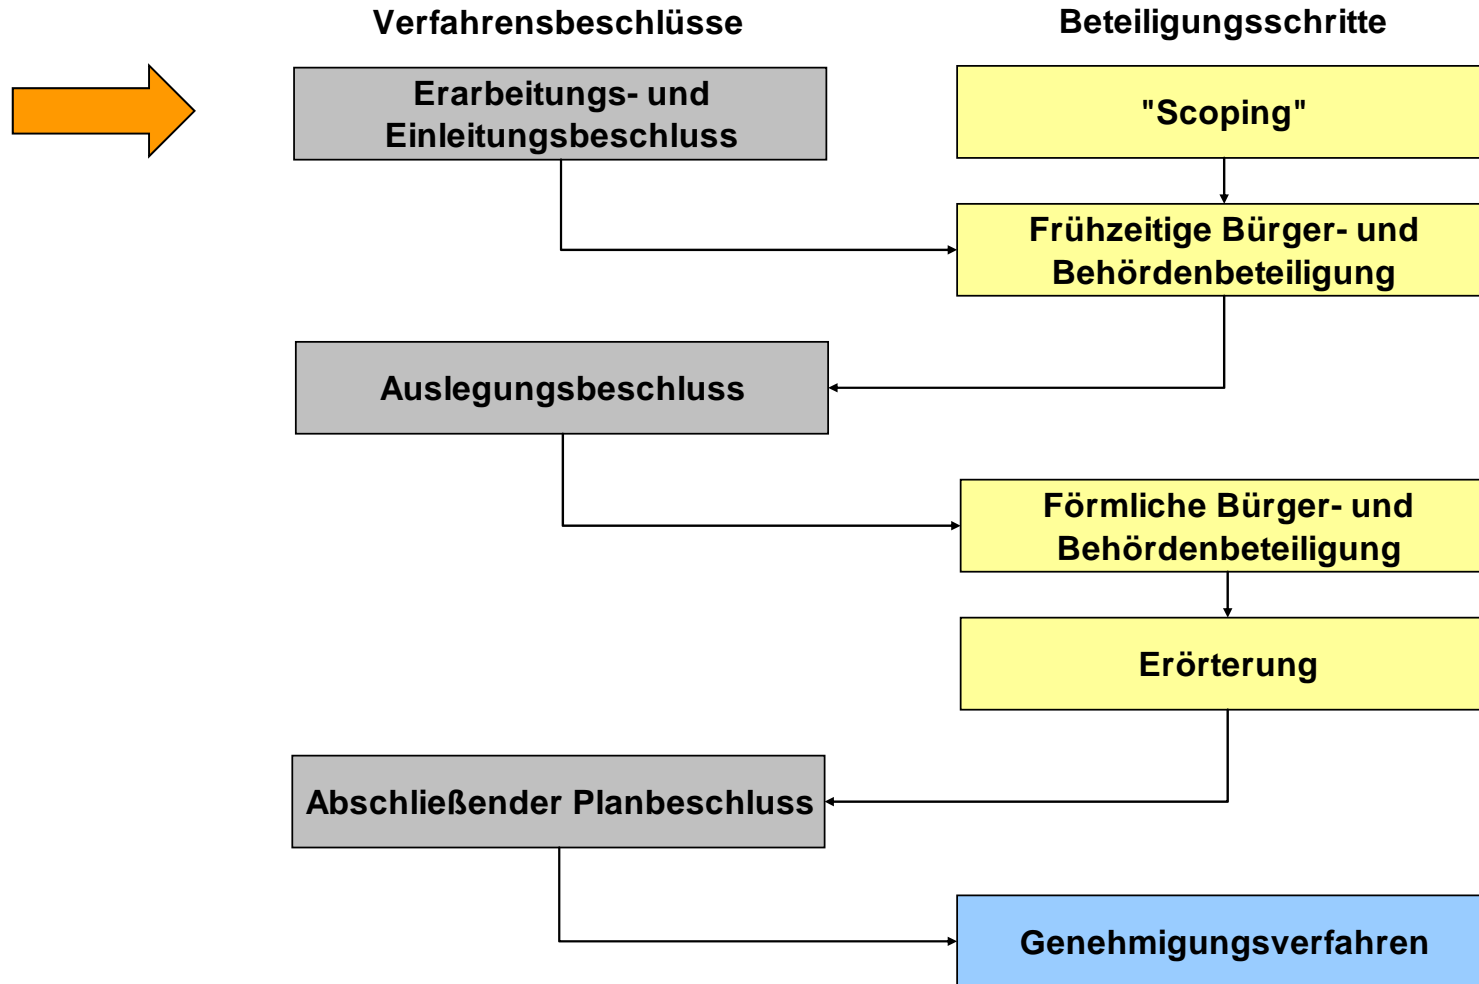 Verfahrensbeschlüsse
Beteiligungsschritte
Erarbeitungs- und
Einleitungsbeschluss
"Scoping"
Frühzeitige Bürger- und
Behördenbeteiligung
Auslegungsbeschluss
Förmliche Bürger- und
Behördenbeteiligung
Erörterung
Abschließender Planbeschluss
Genehmigungsverfahren